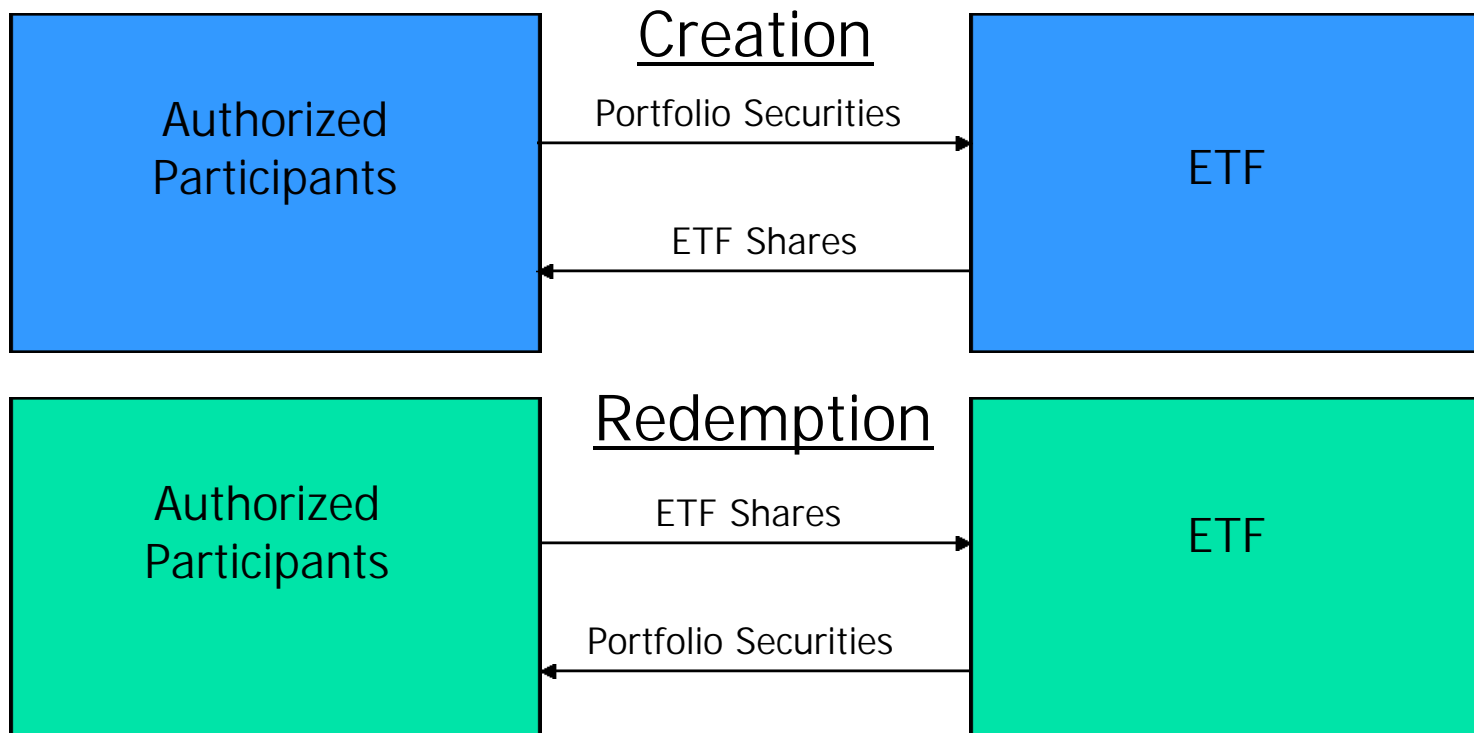 Creation
Authorized
Participants
Portfolio Securities
ETF Shares
ETF
Redemption
Authorized
Participants
ETF Shares
Portfolio Securities
ETF